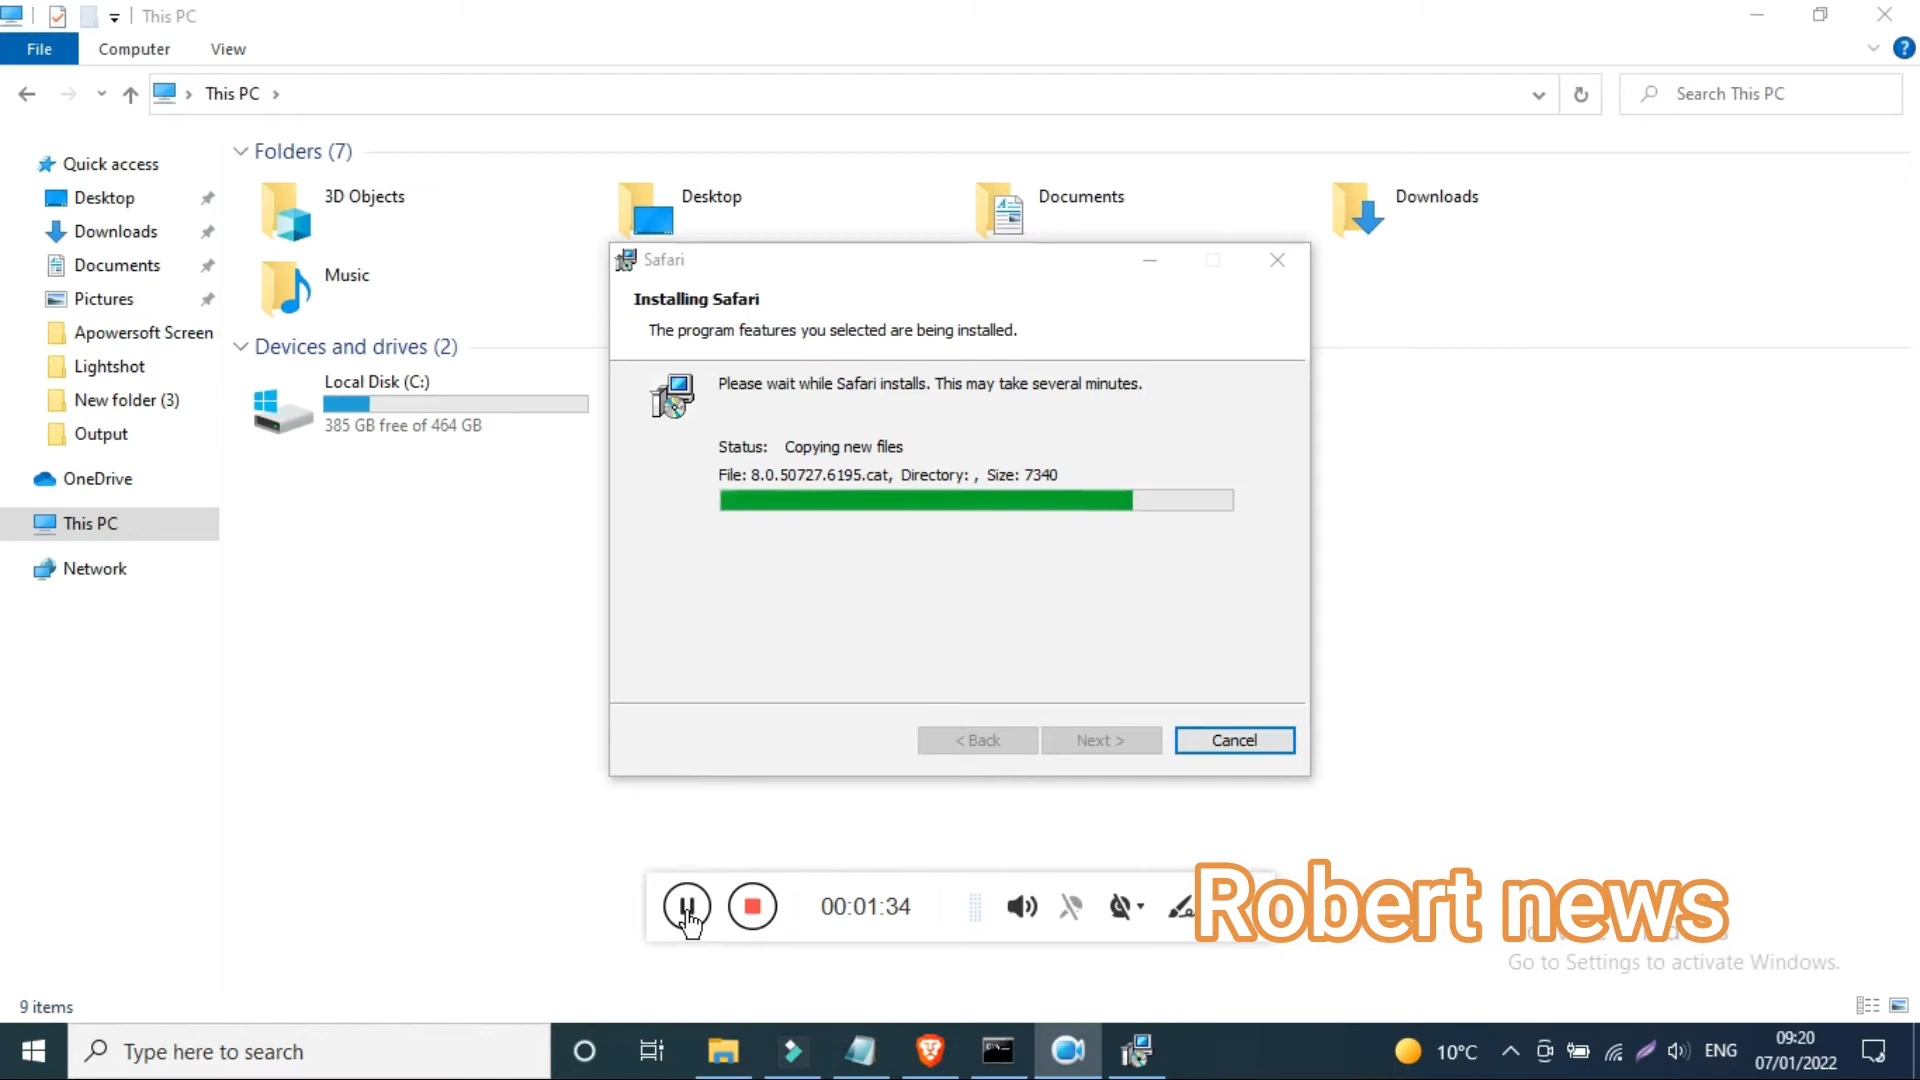 This PC
File Computer View
This PC
Search This PC
Quick access
Desktop
Downloads
Documents
Pictures
Apowersoft Screen
Lightshot
New folder (3)
Output
OneDrive
This PC
Network
Folders (7)
3D Objects
Desktop
Documents
Downloads
Music
Devices and drives (2)
Local Disk (C:)
385 GB free of 464 GB
Safari
Installing Safari
The program features you selected are being installed.
Please wait while Safari installs. This may take several minutes.
Status: Copying new files
File: 8.0.50727.6195.cat, Directory: , Size: 7340
< Back Next > Cancel
00:01:34
Robert news
Go to Settings to activate Windows.
9 items
Type here to search
10°C
ENG
09:20
07/01/2022